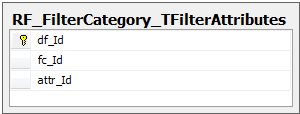 RF_FilterCategory_TFilterAttributes
df_Id
fc_Id
attr_Id